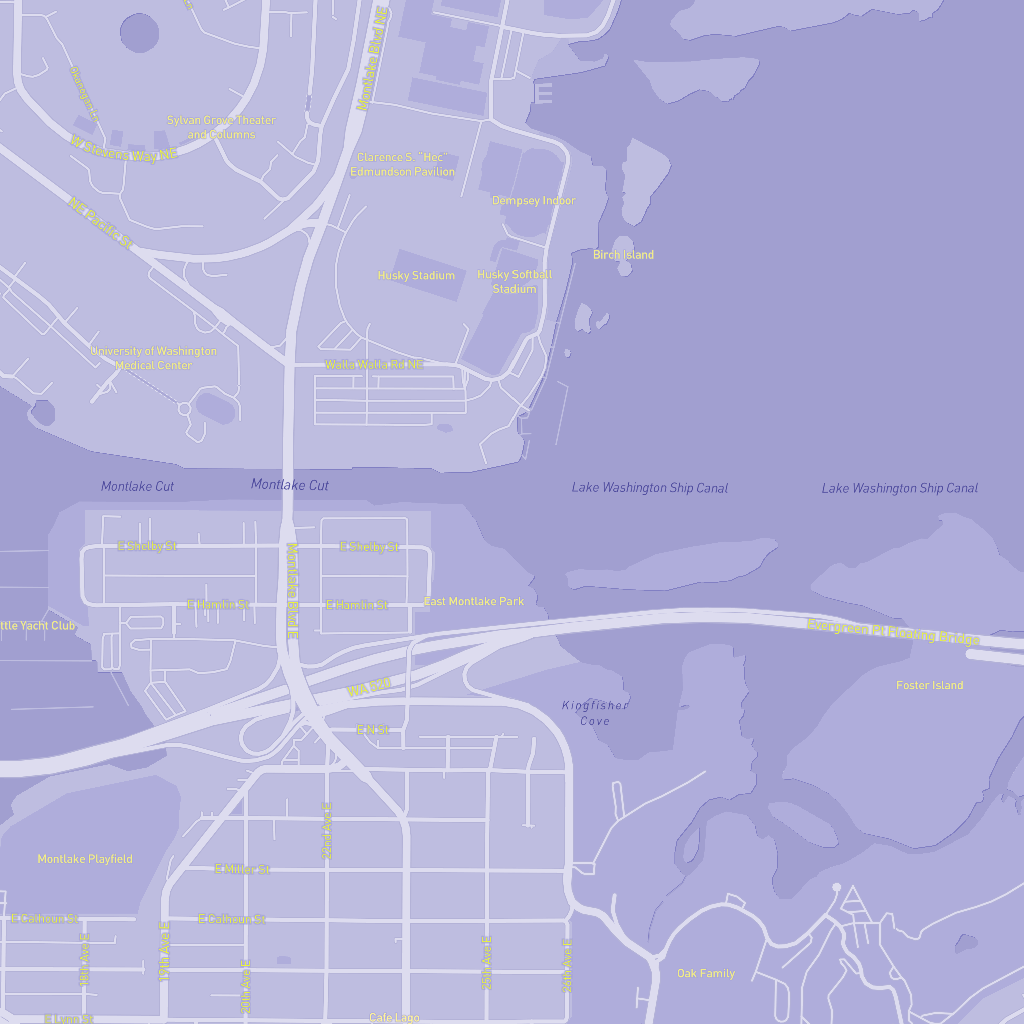 Montlake Blvd NE
Okanogan Ln
Sylvan Grove Theater
and Columns
W Stevens Way NE
Clarence S. "Hec"
Edmundson Pavilion
Dempsey Indoor
NE Pacific St
Birch Island
Husky Stadium
Husky Softball
Stadium
University of Washington
Medical Center
Walla Walla Rd NE
Montlake Cut
Montlake Cut
Lake Washington Ship Canal
Lake Washington Ship Canal
E Shelby St
E Shelby St
Montlake Blvd E
E Hamlin St
E Hamlin St
East Montlake Park
ttle Yacht Club
Evergreen Pt Floating Bridge
WA 520
Foster Island
Kingfisher
Cove
E N St
22nd Ave E
Montlake Playfield
E Miller St
E Calhoun St
E Calhoun St
18th Ave E
19th Ave E
20th Ave E
25th Ave E
26th Ave E
Oak Family
E Lynn St
Cafe Lago